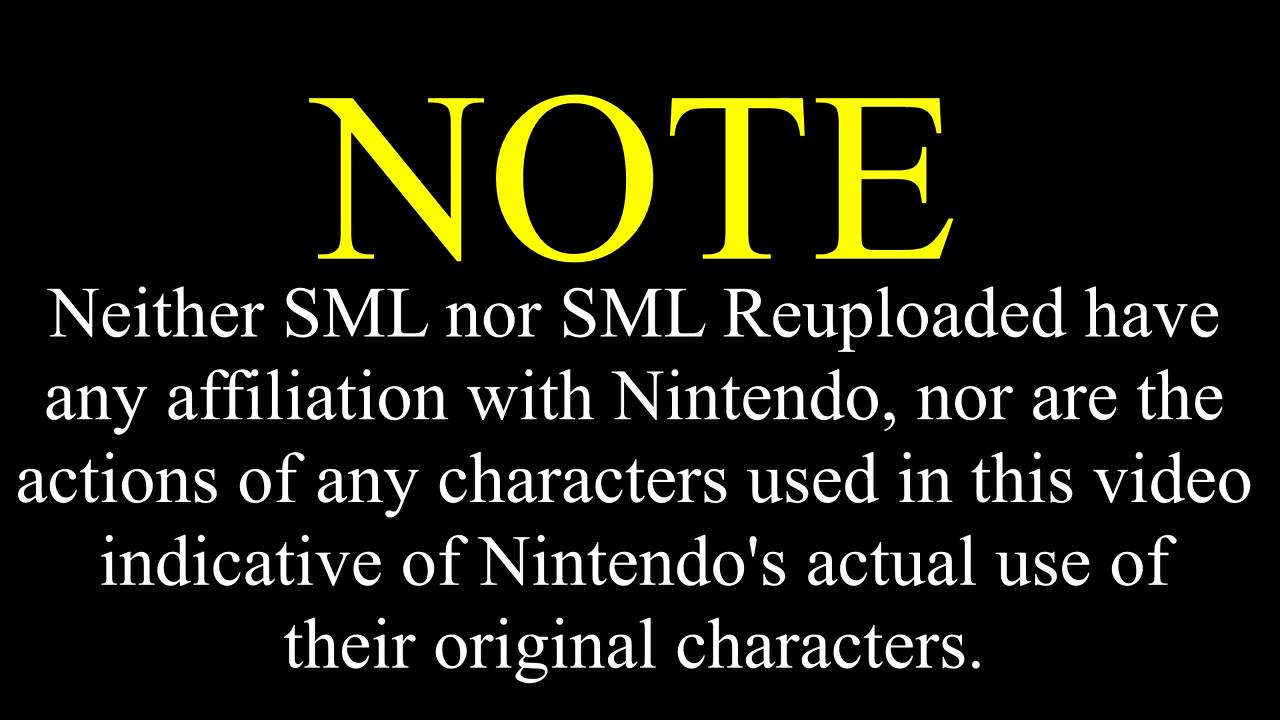 NOTE
Neither SML nor SML Reuploaded have
any affiliation with Nintendo, nor are the
actions of any characters used in this video
indicative of Nintendo's actual use of
their original characters.